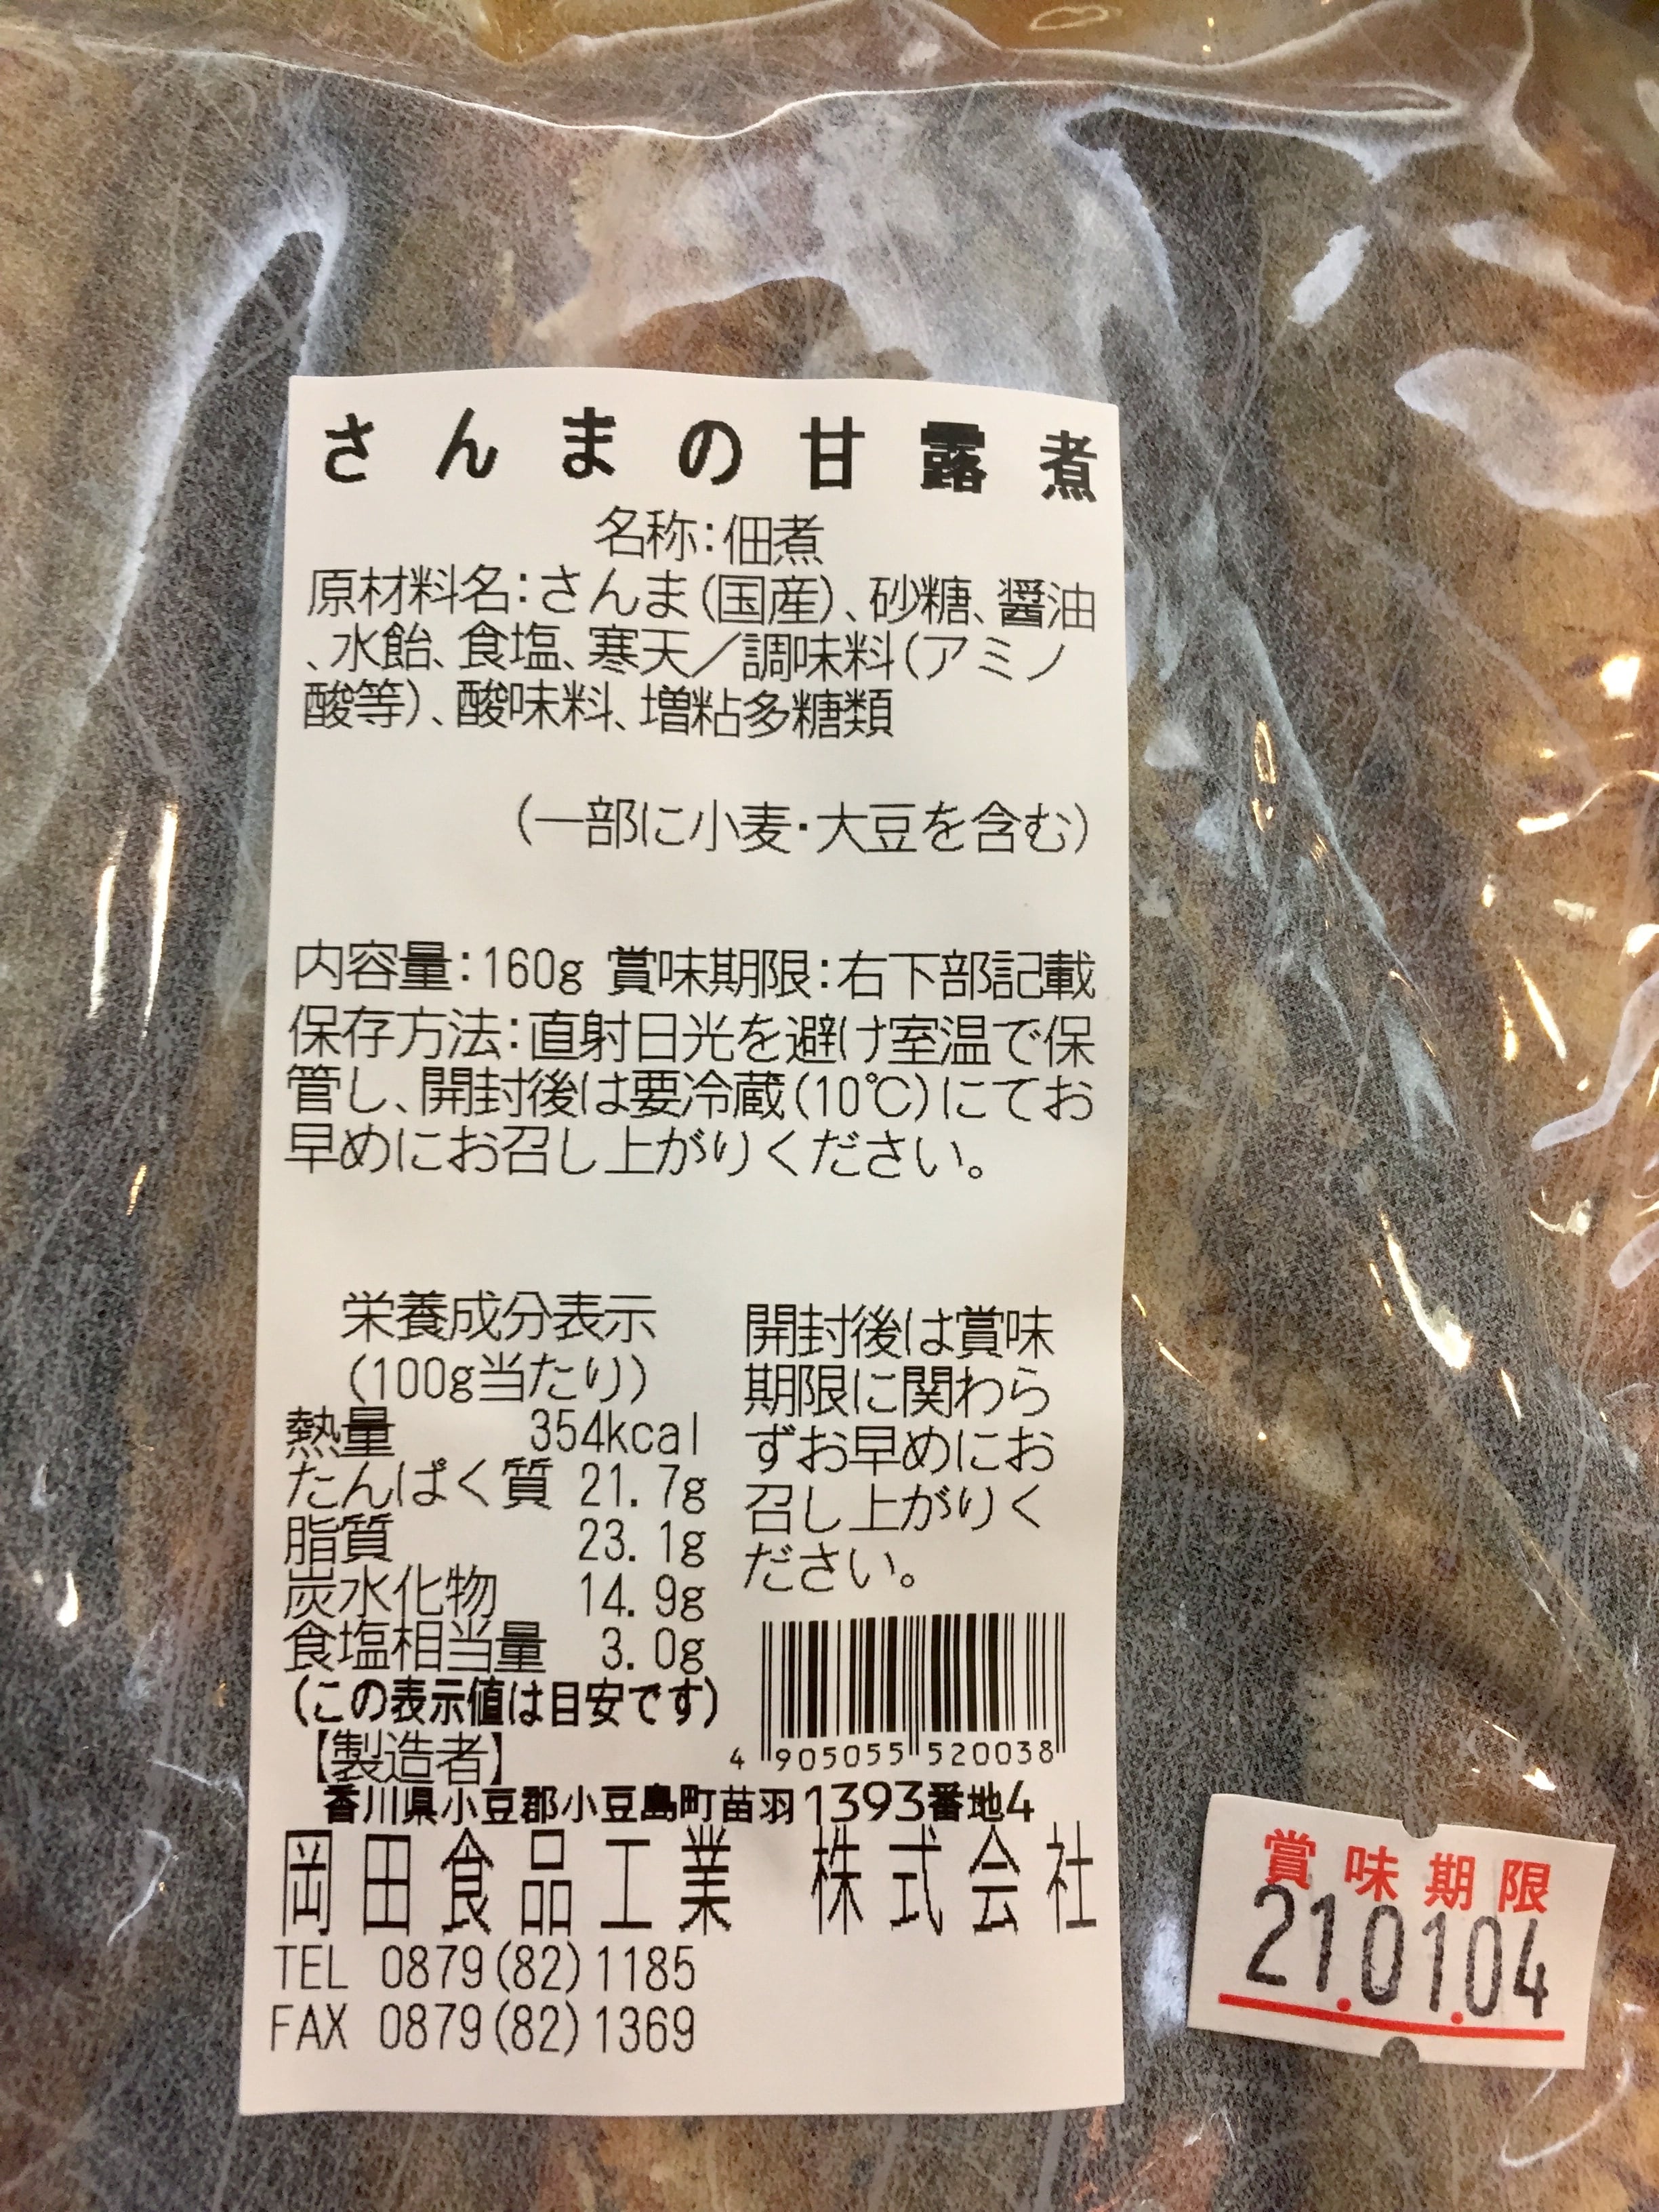 さんまの甘露煮
名称:佃煮
原材料名:さんま(国産)、砂糖、醤油
、水飴、食塩、寒天／調味料(アミノ
酸等)、酸味料、増粘多糖類
(一部に小麦・大豆を含む)
内容量:160g 賞味期限:右下部記載
保存方法:直射日光を避け室温で保
管し、開封後は要冷蔵(10℃)にてお
早めにお召し上がりください。
栄養成分表示
(100g当たり)
熱量 354kcal
たんぱく質 21.7g
脂質 23.1g
炭水化物 14.9g
食塩相当量 3.0g
(この表示値は目安です)
開封後は賞味
期限に関わら
ずお早めにお
召し上がりく
ださい。
4 905055 520038
【製造者】
香川県小豆郡小豆島町苗羽1393番地4
岡田食品工業 株式会社
TEL 0879(82)1185
FAX 0879(82)1369
賞味期限
21.01.04